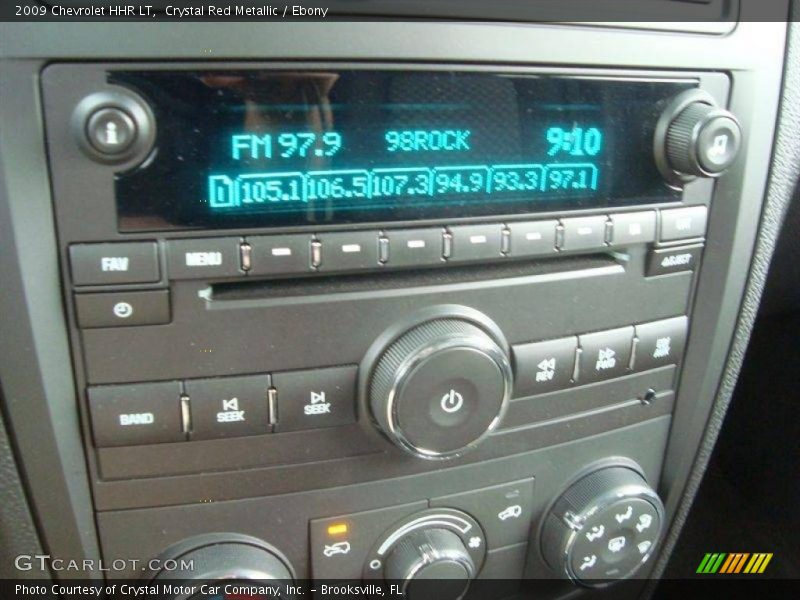 2009 Chevrolet HHR LT,  Crystal Red Metallic / Ebony
FM 97.9 98ROCK 9:10
1 105.1 106.5 107.3 94.9 93.3 97.1
FAV MENU
ADJUST
BAND SEEK SEEK REV FWD
GTCARLOT.COM
Photo Courtesy of Crystal Motor Car Company, Inc. – Brooksville, FL